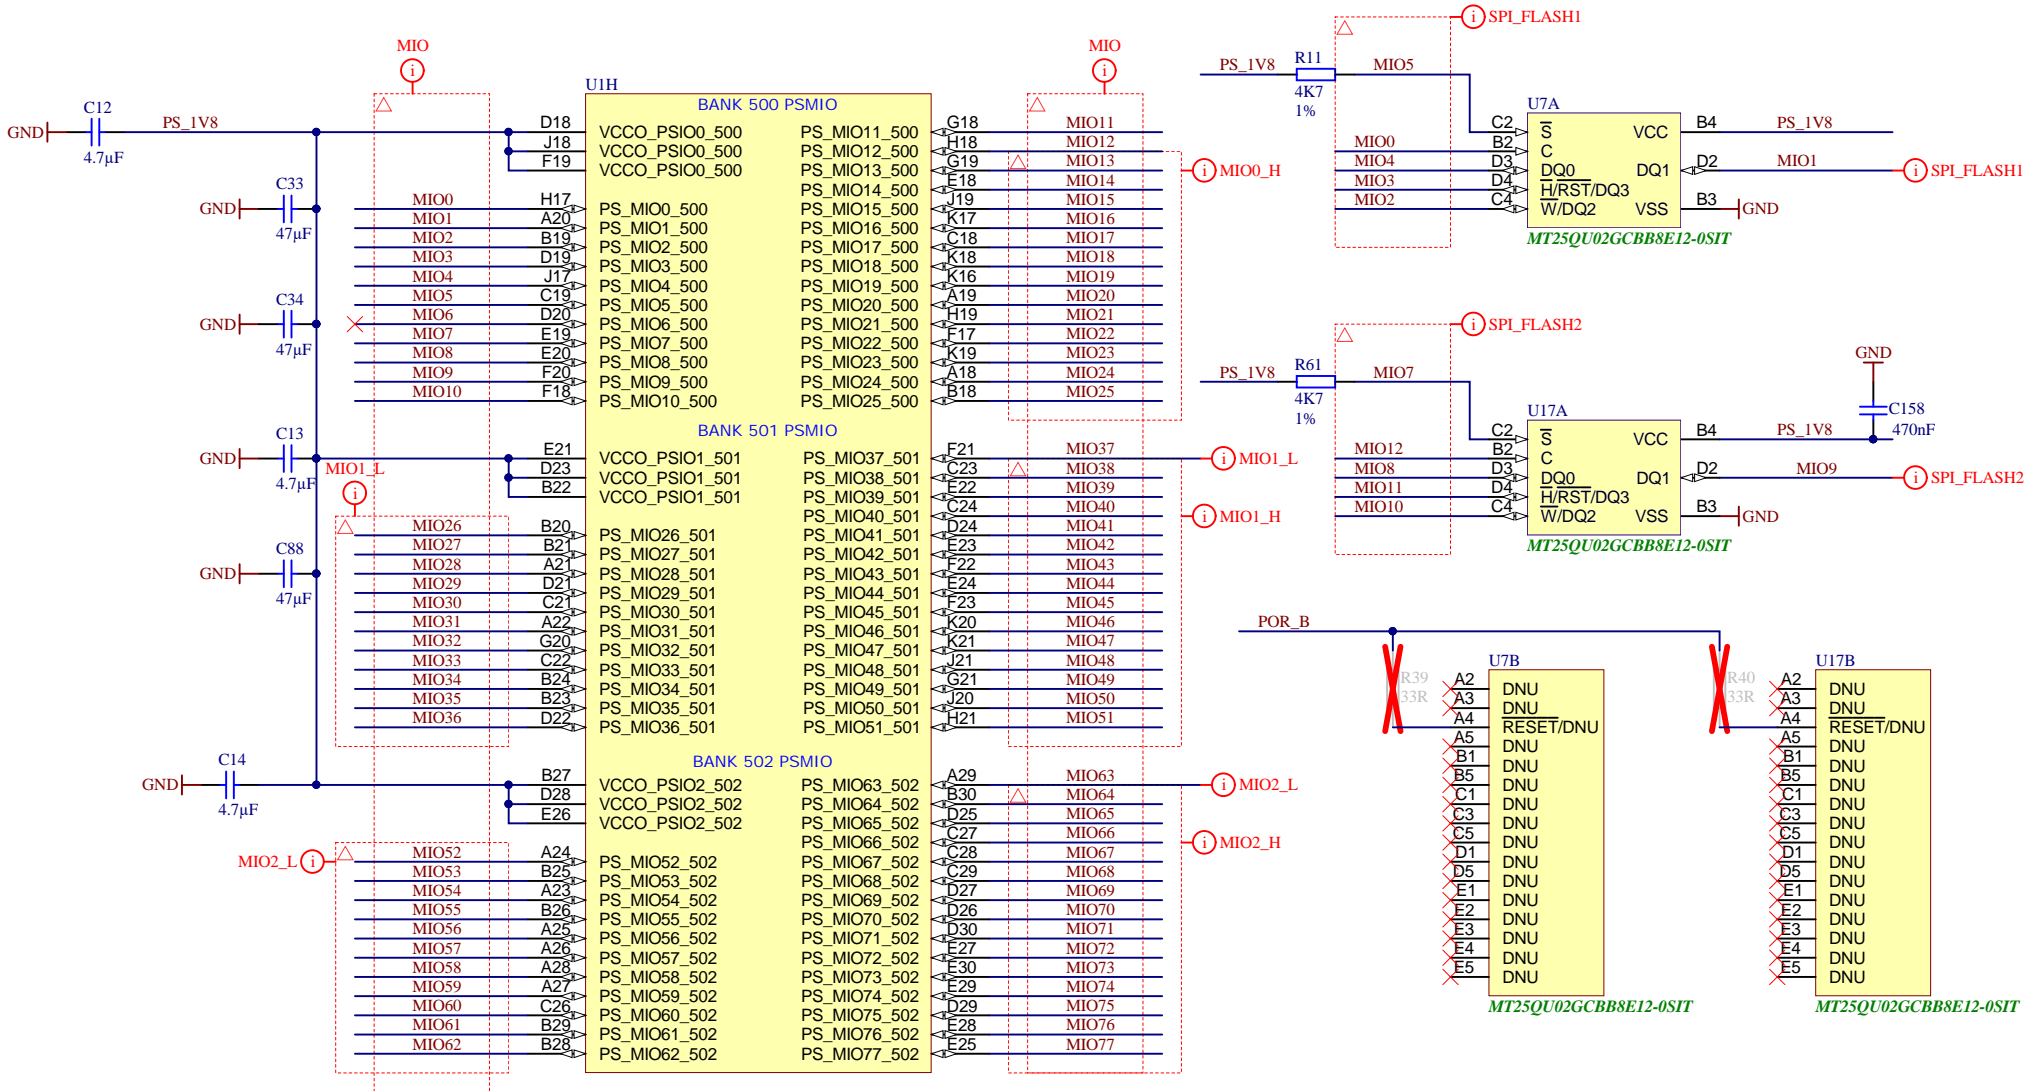 MIO
MIO
SPI_FLASH1
U1H
C12
GND
4.7µF
PS_1V8
C33
GND
47µF
C34
GND
47µF
C13
GND
4.7µF
MIO1_L
C88
GND
47µF
C14
GND
4.7µF
MIO2_L
BANK 500 PSMIO
D18 VCCO_PSIO0_500 PS_MIO11_500 G18 MIO11
J18 VCCO_PSIO0_500 PS_MIO12_500 H18 MIO12
F19 VCCO_PSIO0_500 PS_MIO13_500 G19 MIO13
PS_MIO14_500 E18 MIO14
MIO0 H17 PS_MIO0_500 PS_MIO15_500 J19 MIO15
MIO1 A20 PS_MIO1_500 PS_MIO16_500 K17 MIO16
MIO2 B19 PS_MIO2_500 PS_MIO17_500 C18 MIO17
MIO3 D19 PS_MIO3_500 PS_MIO18_500 K18 MIO18
MIO4 J17 PS_MIO4_500 PS_MIO19_500 K16 MIO19
MIO5 C19 PS_MIO5_500 PS_MIO20_500 A19 MIO20
MIO6 D20 PS_MIO6_500 PS_MIO21_500 H19 MIO21
MIO7 E19 PS_MIO7_500 PS_MIO22_500 F17 MIO22
MIO8 E20 PS_MIO8_500 PS_MIO23_500 K19 MIO23
MIO9 F20 PS_MIO9_500 PS_MIO24_500 A18 MIO24
MIO10 F18 PS_MIO10_500 PS_MIO25_500 B18 MIO25
MIO0_H
BANK 501 PSMIO
E21 VCCO_PSIO1_501 PS_MIO37_501 F21 MIO37 MIO1_L
D23 VCCO_PSIO1_501 PS_MIO38_501 C23 MIO38
B22 VCCO_PSIO1_501 PS_MIO39_501 E22 MIO39
PS_MIO40_501 C24 MIO40 MIO1_H
MIO26 B20 PS_MIO26_501 PS_MIO41_501 D24 MIO41
MIO27 B21 PS_MIO27_501 PS_MIO42_501 E23 MIO42
MIO28 A21 PS_MIO28_501 PS_MIO43_501 F22 MIO43
MIO29 D21 PS_MIO29_501 PS_MIO44_501 E24 MIO44
MIO30 C21 PS_MIO30_501 PS_MIO45_501 F23 MIO45
MIO31 A22 PS_MIO31_501 PS_MIO46_501 K20 MIO46
MIO32 G20 PS_MIO32_501 PS_MIO47_501 K21 MIO47
MIO33 C22 PS_MIO33_501 PS_MIO48_501 J21 MIO48
MIO34 B24 PS_MIO34_501 PS_MIO49_501 G21 MIO49
MIO35 B23 PS_MIO35_501 PS_MIO50_501 J20 MIO50
MIO36 D22 PS_MIO36_501 PS_MIO51_501 H21 MIO51
BANK 502 PSMIO
B27 VCCO_PSIO2_502 PS_MIO63_502 A29 MIO63 MIO2_L
D28 VCCO_PSIO2_502 PS_MIO64_502 B30 MIO64
E26 VCCO_PSIO2_502 PS_MIO65_502 D25 MIO65
PS_MIO66_502 C27 MIO66 MIO2_H
MIO52 A24 PS_MIO52_502 PS_MIO67_502 C28 MIO67
MIO53 B25 PS_MIO53_502 PS_MIO68_502 C29 MIO68
MIO54 A23 PS_MIO54_502 PS_MIO69_502 D27 MIO69
MIO55 B26 PS_MIO55_502 PS_MIO70_502 D26 MIO70
MIO56 A25 PS_MIO56_502 PS_MIO71_502 D30 MIO71
MIO57 A26 PS_MIO57_502 PS_MIO72_502 E27 MIO72
MIO58 A28 PS_MIO58_502 PS_MIO73_502 E30 MIO73
MIO59 A27 PS_MIO59_502 PS_MIO74_502 E29 MIO74
MIO60 C26 PS_MIO60_502 PS_MIO75_502 D29 MIO75
MIO61 B29 PS_MIO61_502 PS_MIO76_502 E28 MIO76
MIO62 B28 PS_MIO62_502 PS_MIO77_502 E25 MIO77
PS_1V8 R11 MIO5
4K7
1%
U7A
C2 S VCC B4 PS_1V8
MIO0 B2 C
MIO4 D3 DQ0 DQ1 D2 MIO1 SPI_FLASH1
MIO3 D4 H/RST/DQ3
MIO2 C4 W/DQ2 VSS B3 GND
MT25QU02GCBB8E12-0SIT
SPI_FLASH2
PS_1V8 R61 MIO7
4K7
1%
GND
C158
470nF
U17A
C2 S VCC B4 PS_1V8
MIO12 B2 C
MIO8 D3 DQ0 DQ1 D2 MIO9 SPI_FLASH2
MIO11 D4 H/RST/DQ3
MIO10 C4 W/DQ2 VSS B3 GND
MT25QU02GCBB8E12-0SIT
POR_B
R39
33R
U7B
A2 DNU
A3 DNU
A4 RESET/DNU
A5 DNU
B1 DNU
B5 DNU
C1 DNU
C3 DNU
C5 DNU
D1 DNU
D5 DNU
E1 DNU
E2 DNU
E3 DNU
E4 DNU
E5 DNU
MT25QU02GCBB8E12-0SIT
R40
33R
U17B
A2 DNU
A3 DNU
A4 RESET/DNU
A5 DNU
B1 DNU
B5 DNU
C1 DNU
C3 DNU
C5 DNU
D1 DNU
D5 DNU
E1 DNU
E2 DNU
E3 DNU
E4 DNU
E5 DNU
MT25QU02GCBB8E12-0SIT